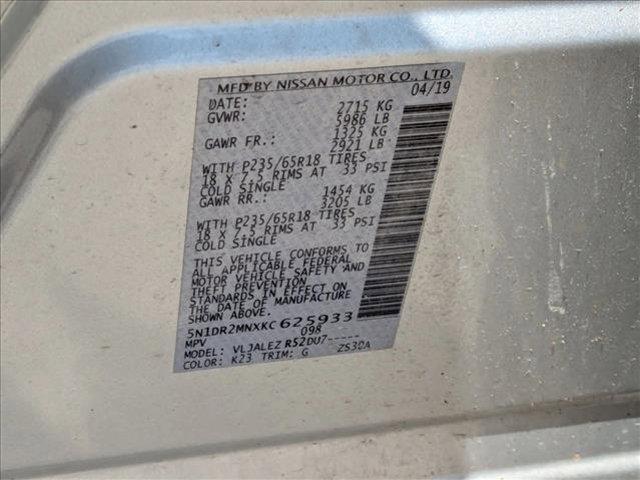 MFD BY NISSAN MOTOR CO., LTD.
DATE: 04/19
GVWR: 2715 KG
5986 LB
GAWR FR.: 1325 KG
2921 LB
WITH P235/65R18 TIRES
18 X 7.5 RIMS AT 33 PSI
COLD SINGLE
GAWR RR.: 1454 KG
3205 LB
WITH P235/65R18 TIRES
18 X 7.5 RIMS AT 33 PSI
COLD SINGLE
THIS VEHICLE CONFORMS TO
ALL APPLICABLE FEDERAL
MOTOR VEHICLE SAFETY AND
THEFT PREVENTION
STANDARDS IN EFFECT ON
THE DATE OF MANUFACTURE
SHOWN ABOVE.
5N1DR2MNXKC625933
MPV 098
MODEL: VLJALEZ R52DU7-----
COLOR: K23 TRIM: G ZS3DA